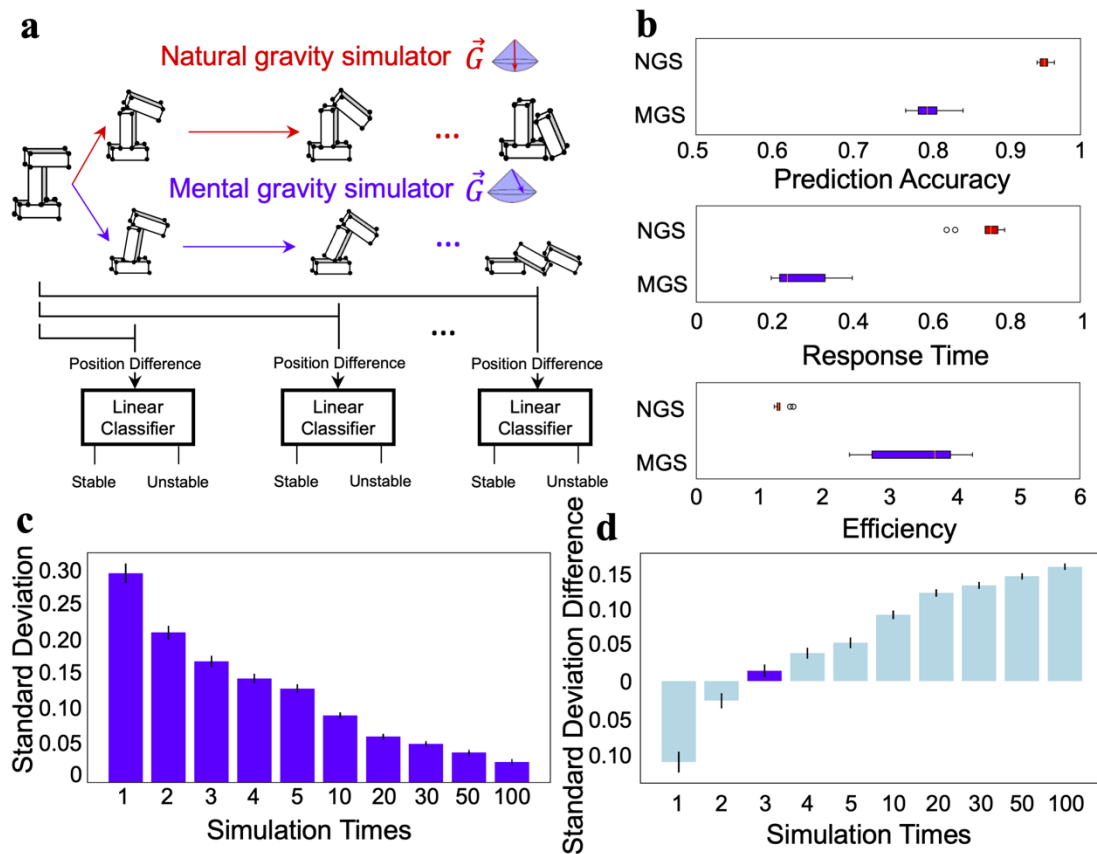 a
Natural gravity simulator G⃗
...
Mental gravity simulator G⃗
...
...
Position Difference
Position Difference
Position Difference
Linear Classifier
Linear Classifier
Linear Classifier
Stable Unstable
Stable Unstable
Stable Unstable
b
NGS
MGS
0.5 0.6 0.7 0.8 0.9 1
Prediction Accuracy
NGS
MGS
0 0.2 0.4 0.6 0.8 1
Response Time
NGS
MGS
0 1 2 3 4 5 6
Efficiency
c
Standard Deviation
0.30
0.25
0.20
0.15
0.10
0.05
0
1 2 3 4 5 10 20 30 50 100
Simulation Times
d
Standard Deviation Difference
0.15
0.10
0.05
0
0.05
0.10
1 2 3 4 5 10 20 30 50 100
Simulation Times